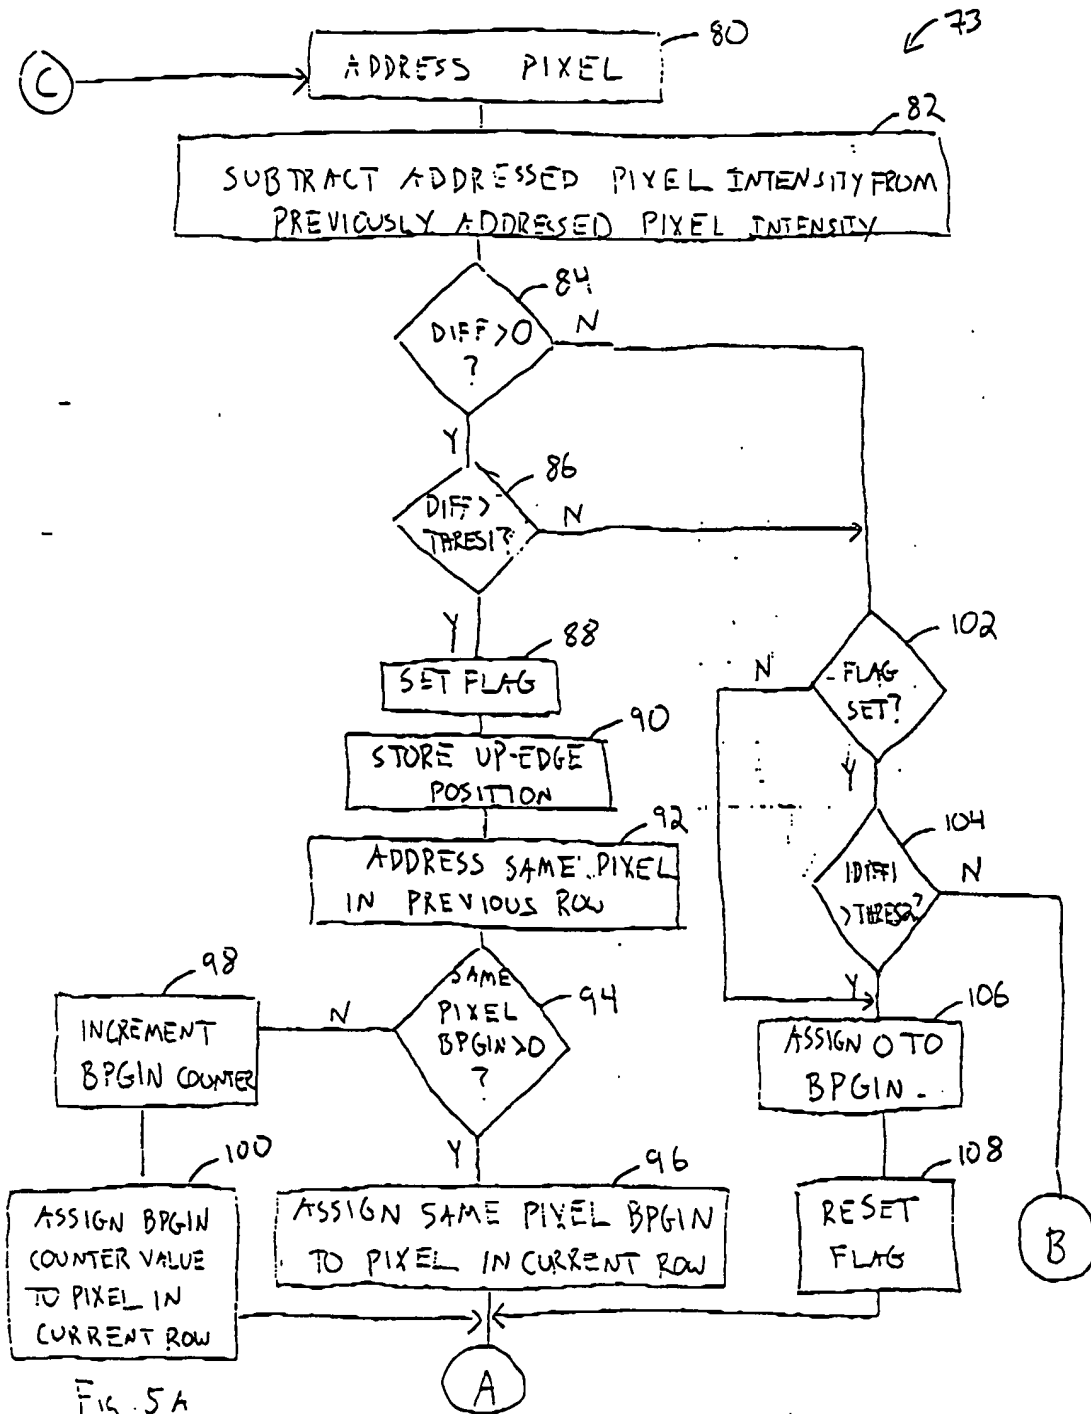 73
80
C
ADDRESS PIXEL
82
SUBTRACT ADDRESSED PIXEL INTENSITY FROM
PREVIOUSLY ADDRESSED PIXEL INTENSITY
84
DIFF >0
?
N
Y
86
DIFF >
THRES1?
N
Y
88
SET FLAG
90
STORE UP-EDGE
POSITION
92
ADDRESS SAME PIXEL
IN PREVIOUS ROW
94
SAME
PIXEL
BPGIN >0
?
N
Y
98
INCREMENT
BPGIN COUNTER
100
ASSIGN BPGIN
COUNTER VALUE
TO PIXEL IN
CURRENT ROW
96
ASSIGN SAME PIXEL BPGIN
TO PIXEL IN CURRENT ROW
102
FLAG
SET?
N
Y
104
|DIFF|
>THRES2?
N
Y
106
ASSIGN 0 TO
BPGIN
108
RESET
FLAG
B
A
FIG. 5A